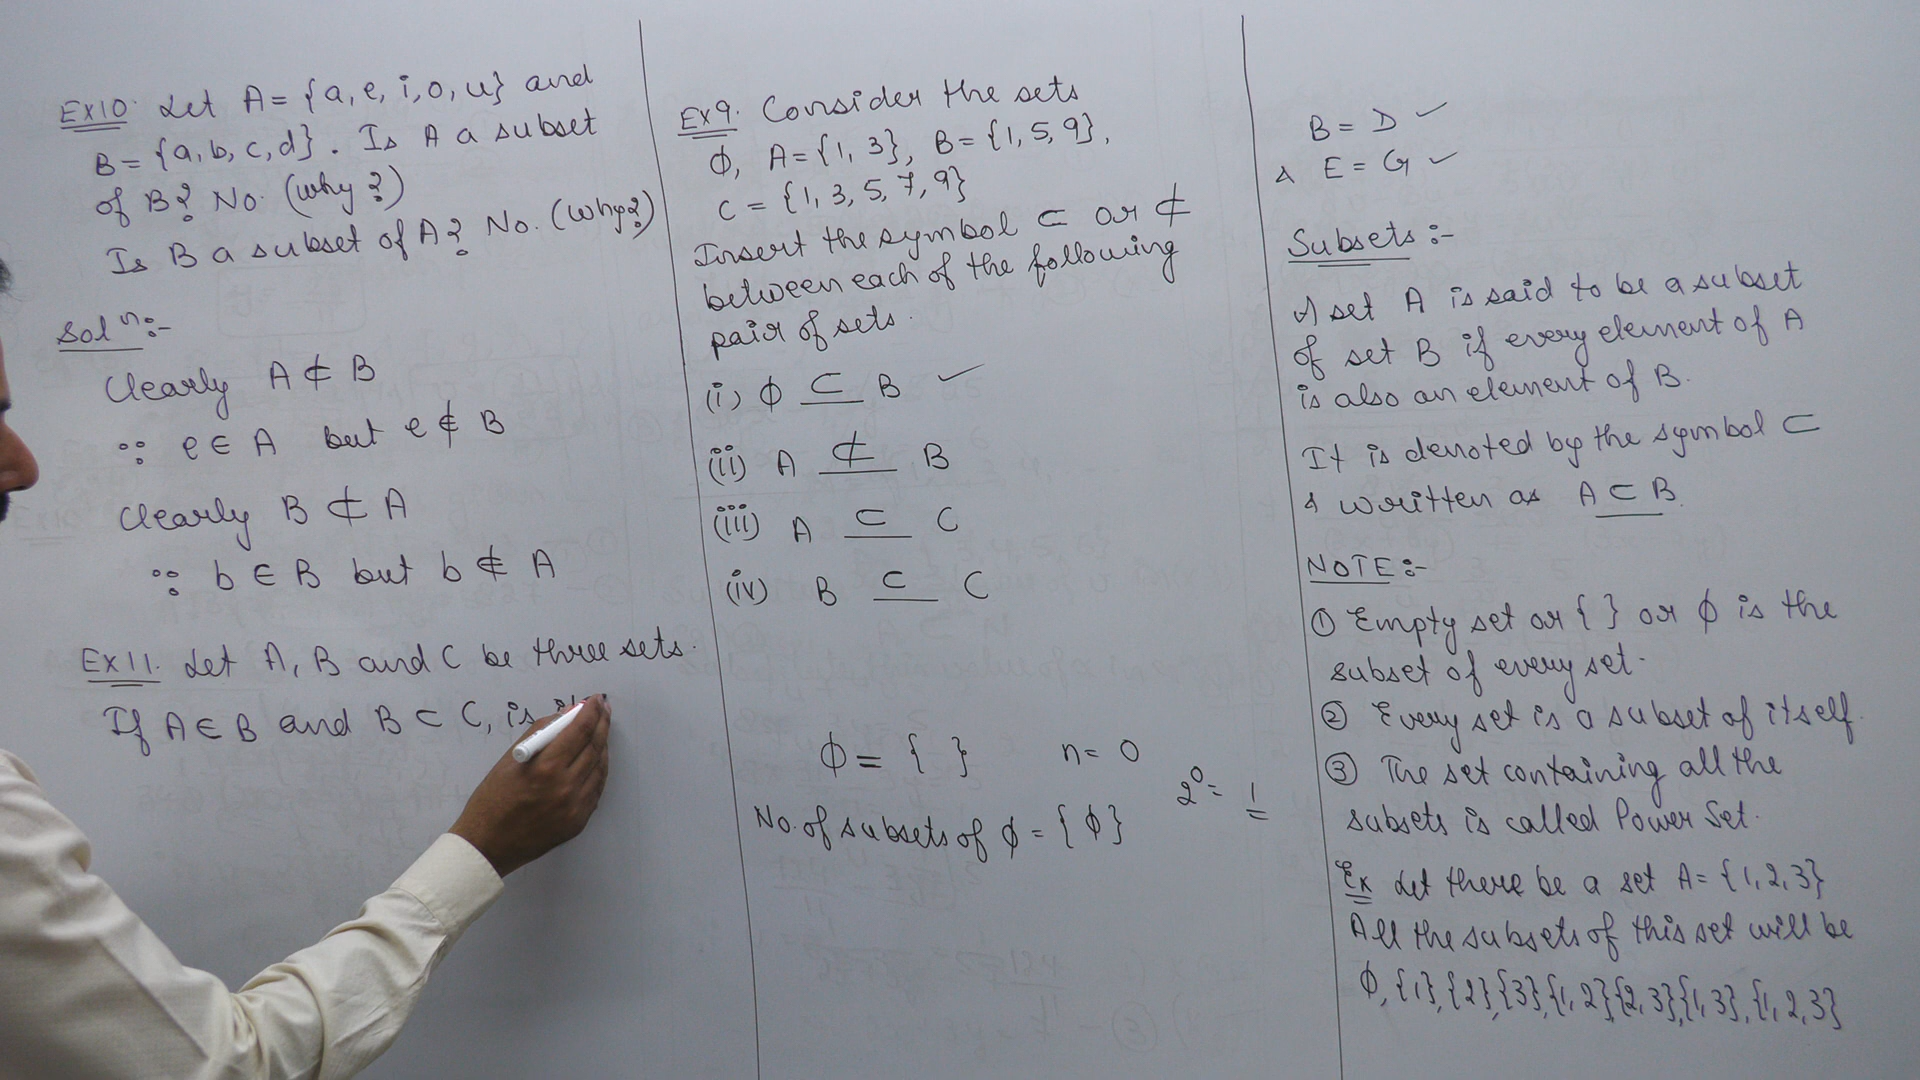 Ex10. Let A = {a, e, i, o, u} and
B = {a, b, c, d}. Is A a subset
of B? No. (Why?)
Is B a subset of A? No. (Why?)
Solⁿ:-
Clearly A ⊄ B
∵ e ∈ A but e ∉ B
Clearly B ⊄ A
∵ b ∈ B but b ∉ A
Ex11. Let A, B and C be three sets.
If A ∈ B and B ⊂ C, is
Ex9. Consider the sets
ϕ, A = {1, 3}, B = {1, 5, 9},
C = {1, 3, 5, 7, 9}
Insert the symbol ⊂ or ⊄
between each of the following
pair of sets.
(i) ϕ ⊂ B ✓
(ii) A ⊄ B
(iii) A ⊂ C
(iv) B ⊂ C
ϕ = { } n = 0
2⁰ = 1
No. of subsets of ϕ = {ϕ}
B = D ✓
& E = G ✓
Subsets:-
A set A is said to be a subset
of set B if every element of A
is also an element of B.
It is denoted by the symbol ⊂
& written as A ⊂ B.
NOTE:-
① Empty set or { } or ϕ is the
subset of every set.
② Every set is a subset of itself.
③ The set containing all the
subsets is called Power Set.
Ex Let there be a set A = {1, 2, 3}
All the subsets of this set will be
ϕ, {1}, {2}, {3}, {1, 2}, {2, 3}, {1, 3}, {1, 2, 3}